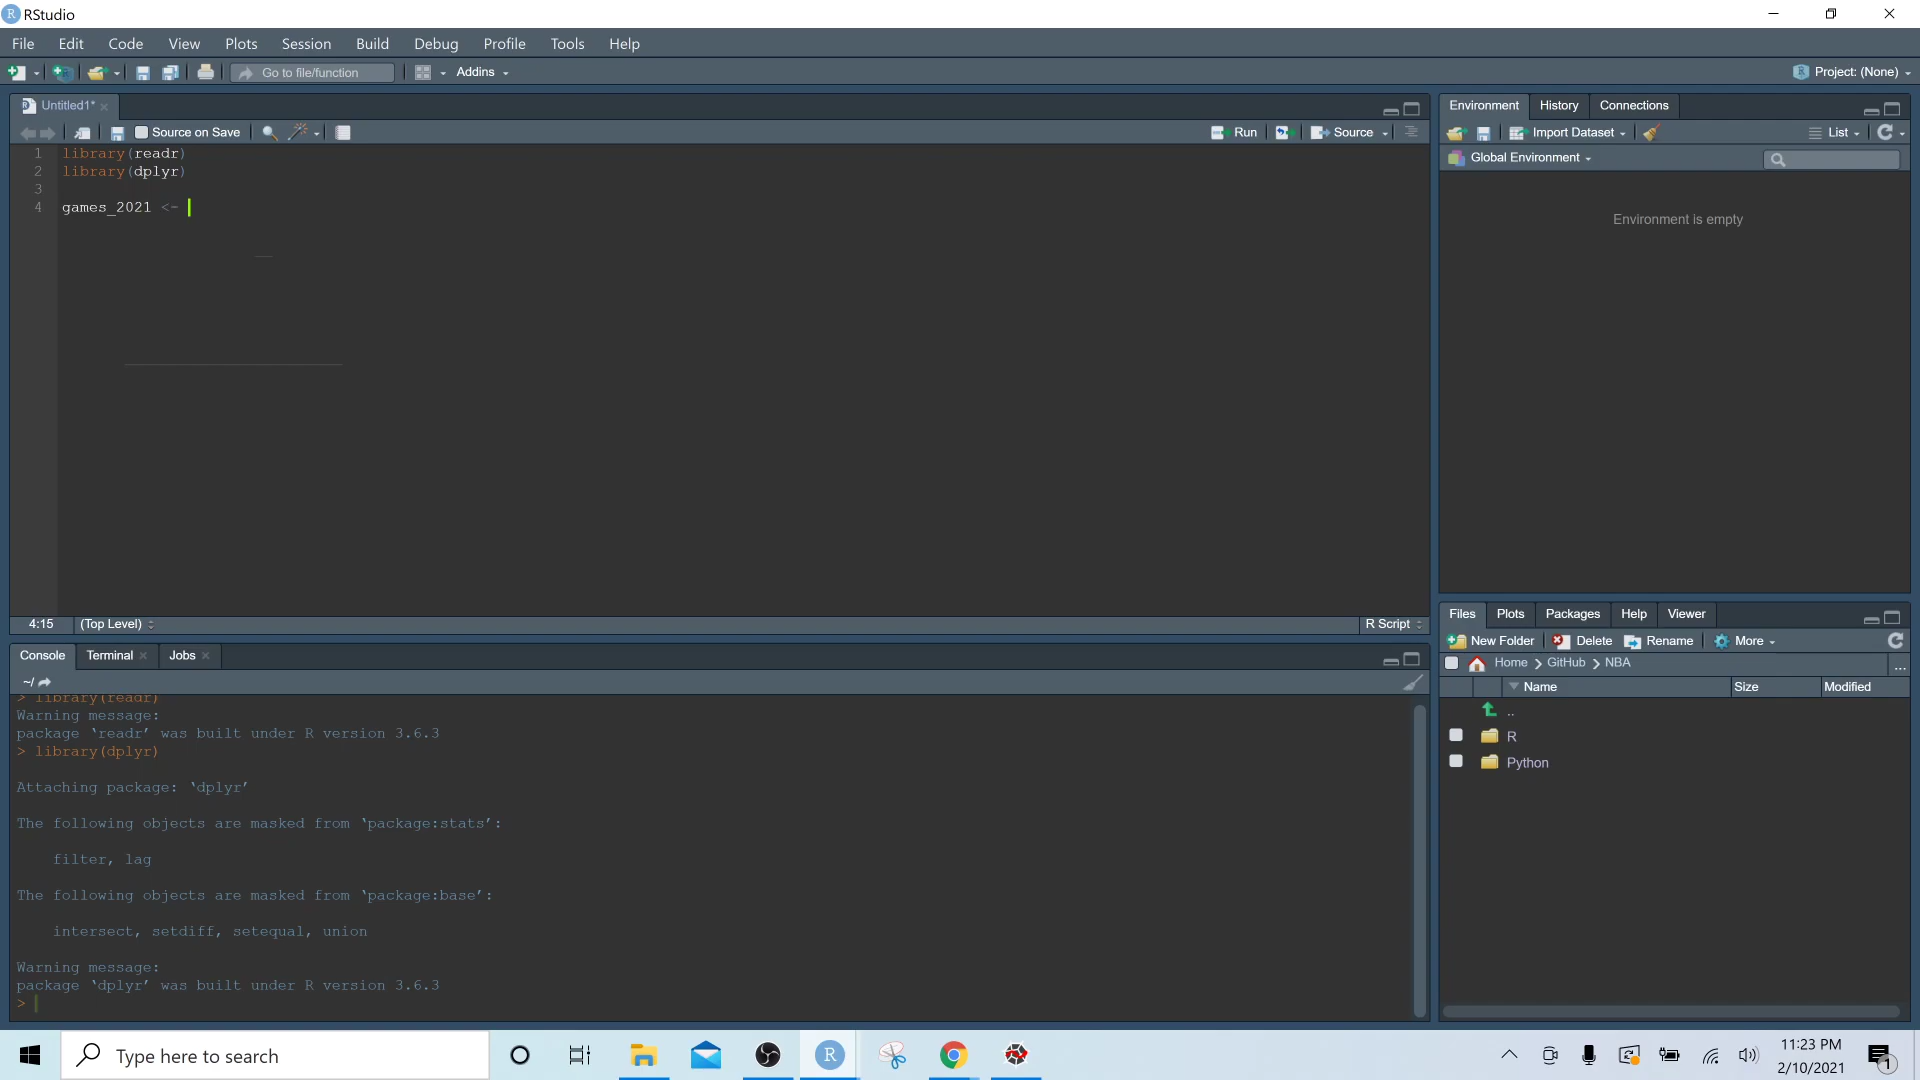 RStudio
File Edit Code View Plots Session Build Debug Profile Tools Help
Go to file/function Addins Project: (None)
Untitled1*
Source on Save Run Source
1 library(readr)
2 library(dplyr)
3
4 games_2021 <-
4:15 (Top Level) R Script
Console Terminal Jobs
~/
> library(readr)
Warning message:
package ‘readr’ was built under R version 3.6.3
> library(dplyr)
Attaching package: ‘dplyr’
The following objects are masked from ‘package:stats’:
filter, lag
The following objects are masked from ‘package:base’:
intersect, setdiff, setequal, union
Warning message:
package ‘dplyr’ was built under R version 3.6.3
>
Environment History Connections
Import Dataset List
Global Environment
Environment is empty
Files Plots Packages Help Viewer
New Folder Delete Rename More
Home GitHub NBA ...
Name Size Modified
..
R
Python
Type here to search
R
11:23 PM
2/10/2021
1